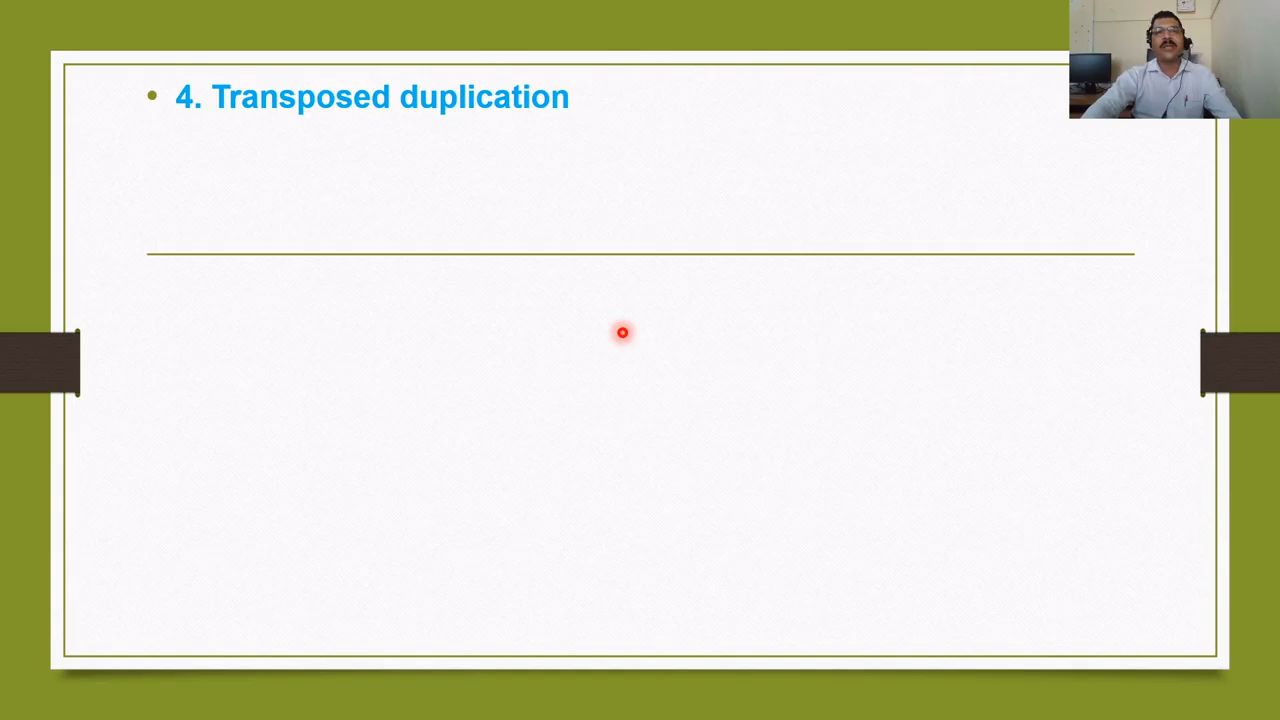 • 4. Transposed duplication